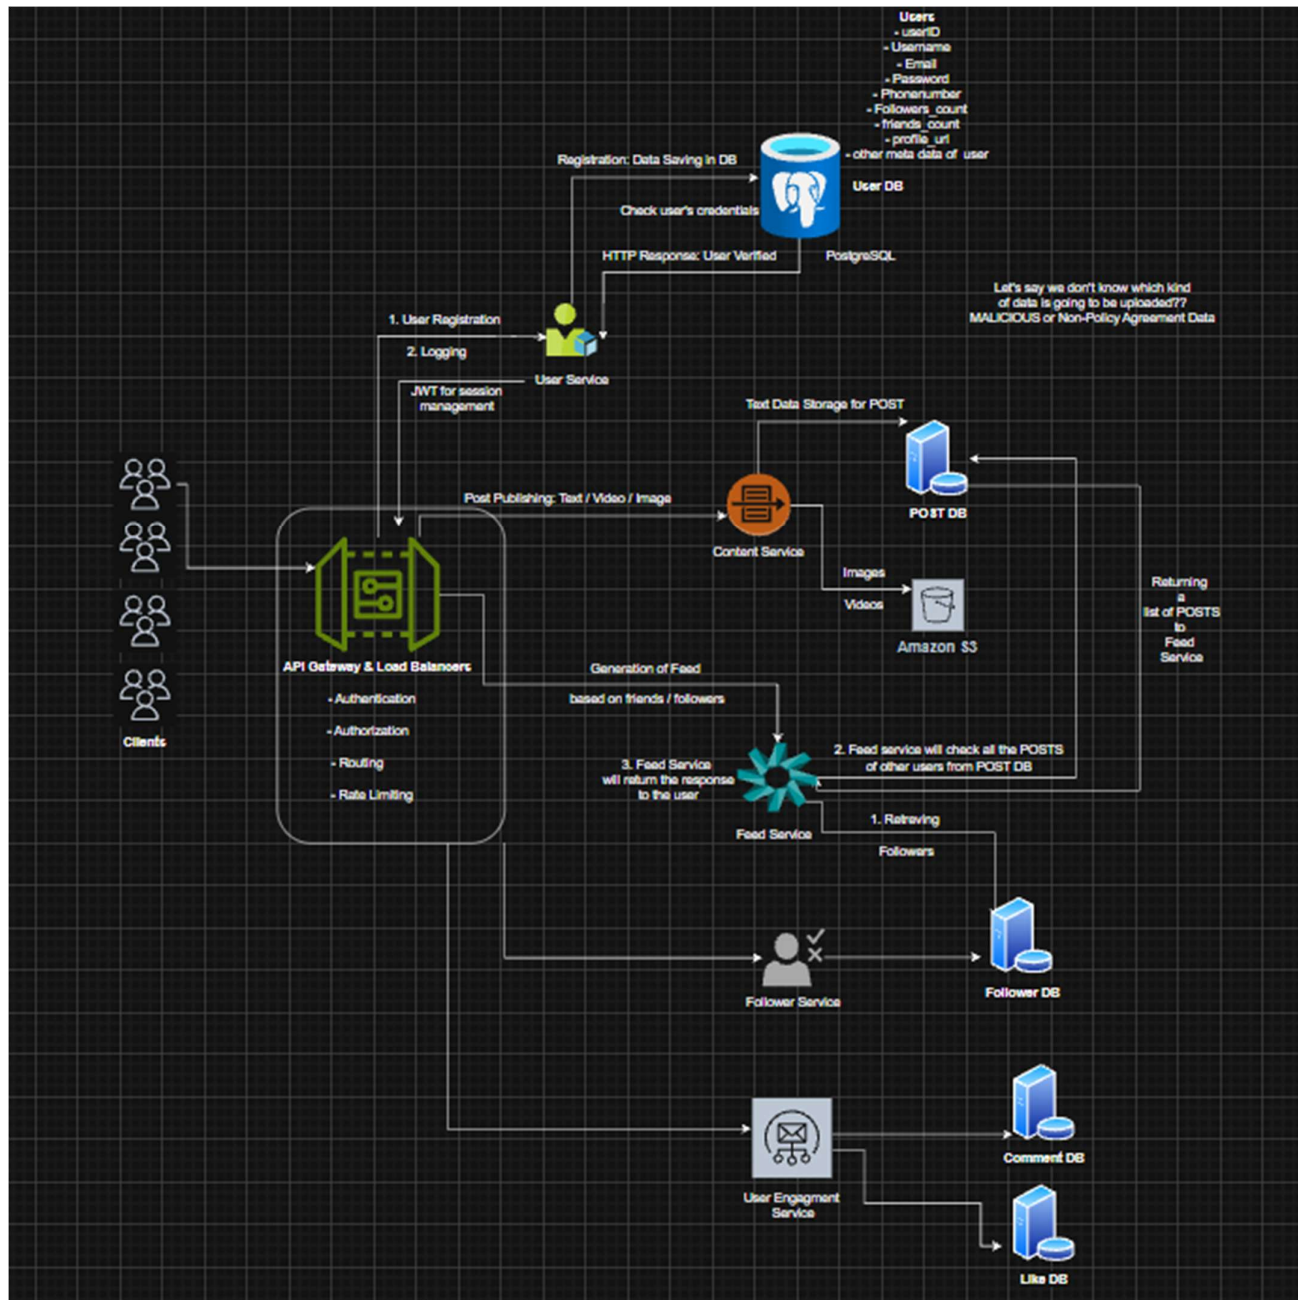 Users
- userID
- Username
- Email
- Password
- Phonenumber
- Followers_count
- friends_count
- profile_url
- other meta data of user
User DB
Registration: Data Saving in DB
Check user's credentials
HTTP Response: User Verified
PostgreSQL
Let's say we don't know which kind
of data is going to be uploaded??
MALICIOUS or Non-Policy Agreement Data
1. User Registration
2. Logging
User Service
JWT for session
management
Text Data Storage for POST
POST DB
Post Publishing: Text / Video / Image
Content Service
Images
Videos
Amazon S3
Returning
a
list of POSTS
to
Feed
Service
Clients
API Gateway & Load Balancers
- Authentication
- Authorization
- Routing
- Rate Limiting
Generation of Feed
based on friends / followers
2. Feed service will check all the POSTS
of other users from POST DB
3. Feed Service
will return the response
to the user
Feed Service
1. Retreving
Followers
Follower Service
Follower DB
User Engagment
Service
Comment DB
Like DB